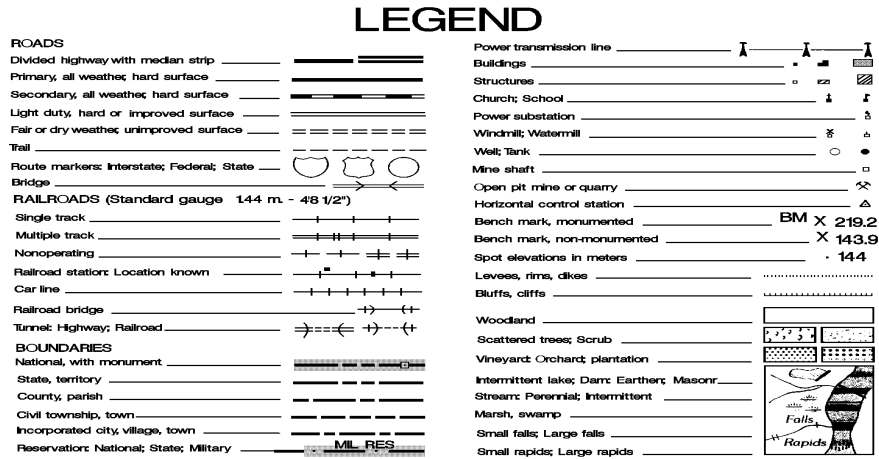 LEGEND
ROADS
Divided highway with median strip
Primary, all weather, hard surface
Secondary, all weather, hard surface
Light duty, hard or improved surface
Fair or dry weather, unimproved surface
Trail
Route markers: Interstate; Federal; State
Bridge
RAILROADS (Standard gauge 1.44 m. - 4'8 1/2")
Single track
Multiple track
Nonoperating
Railroad station: Location known
Car line
Railroad bridge
Tunnel: Highway; Railroad
BOUNDARIES
National, with monument
State, territory
County, parish
Civil township, town
Incorporated city, village, town
Reservation: National; State; Military
MIL RES
Power transmission line
Buildings
Structures
Church; School
Power substation
Windmill; Watermill
Well; Tank
Mine shaft
Open pit mine or quarry
Horizontal control station
Bench mark, monumented BM X 219.2
Bench mark, non-monumented X 143.9
Spot elevations in meters 144
Levees, rims, dikes
Bluffs, cliffs
Woodland
Scattered trees; Scrub
Vineyard: Orchard; plantation
Intermittent lake; Dam: Earthen; Masonr
Stream: Perennial; Intermittent
Marsh, swamp
Small falls; Large falls
Small rapids; Large rapids
Falls
Rapids